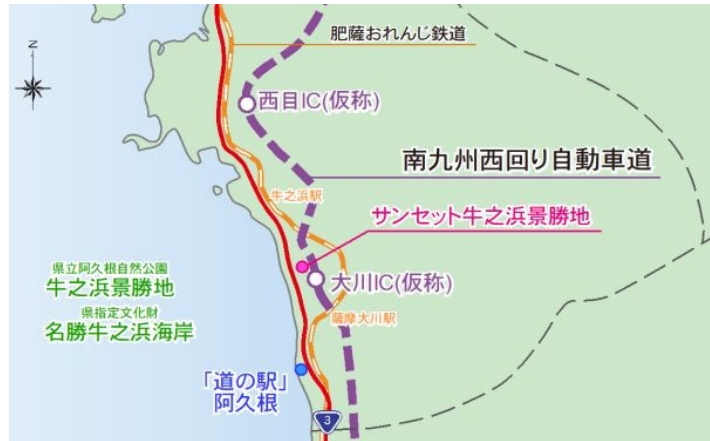 肥薩おれんじ鉄道
N
西目IC(仮称)
南九州西回り自動車道
牛之浜駅
サンセット牛之浜景勝地
県立阿久根自然公園
牛之浜景勝地
大川IC(仮称)
県指定文化財
名勝牛之浜海岸
薩摩大川駅
「道の駅」
阿久根
3